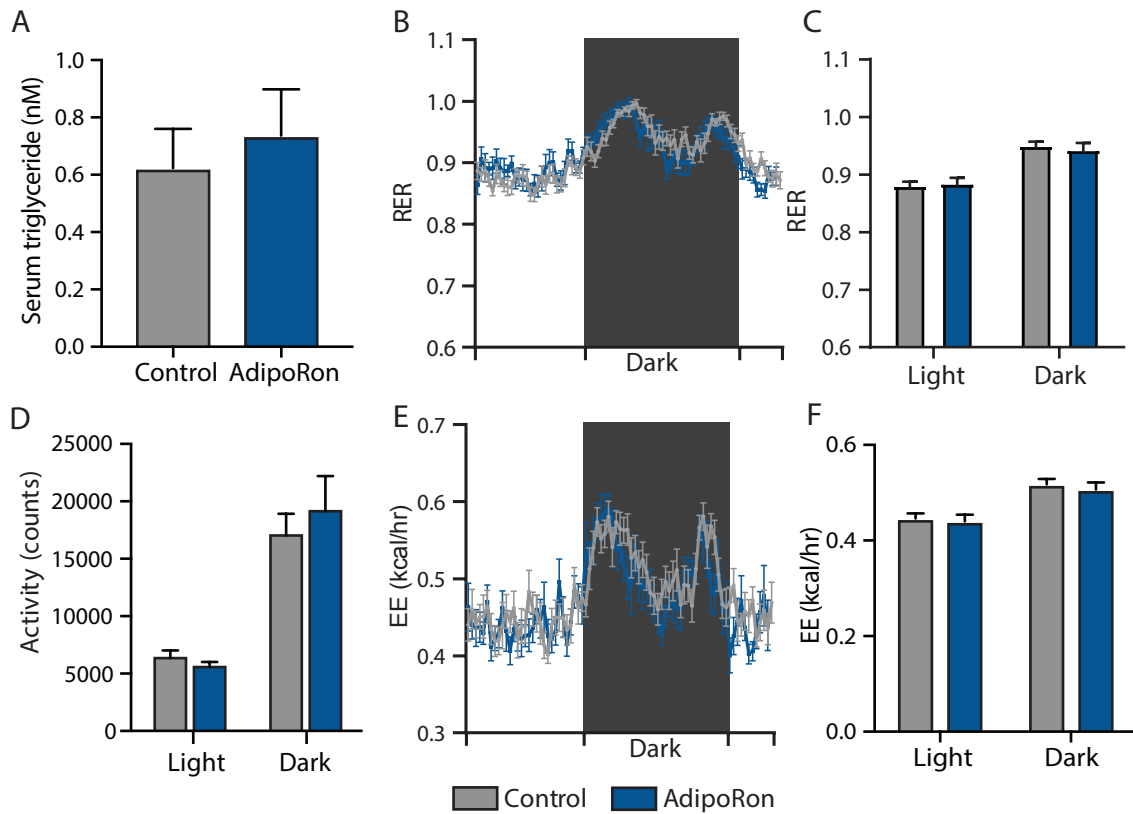 A
Serum triglyceride (nM)
1.0
0.8
0.6
0.4
0.2
0.0
Control AdipoRon
B
RER
1.1
1.0
0.9
0.8
0.7
0.6
Dark
C
RER
1.1
1.0
0.9
0.8
0.7
0.6
Light Dark
D
Activity (counts)
25000
20000
15000
10000
5000
0
Light Dark
E
EE (kcal/hr)
0.7
0.6
0.5
0.4
0.3
Dark
F
EE (kcal/hr)
0.6
0.4
0.2
0.0
Light Dark
Control AdipoRon